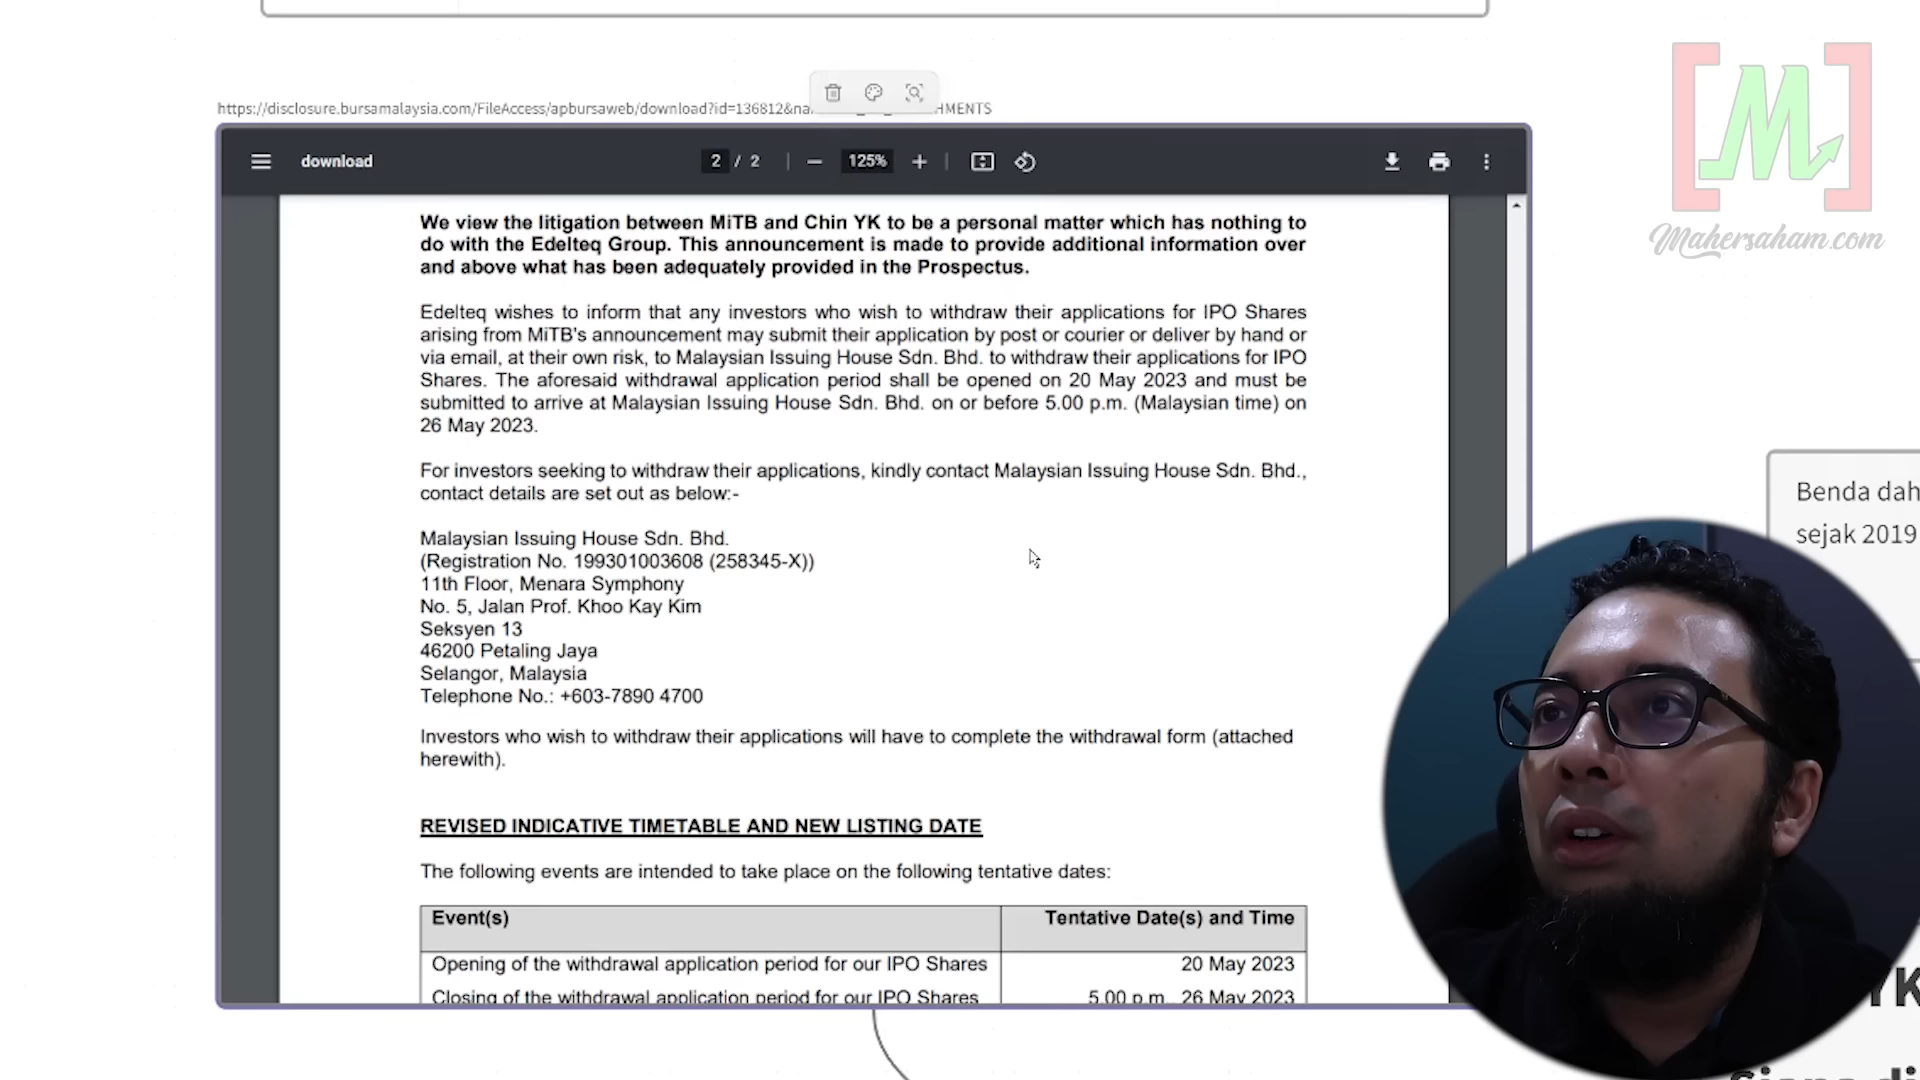 https://disclosure.bursamalaysia.com/FileAccess/apbursaweb/download?id=136812&na
HMENTS
download
2 / 2
125%
We view the litigation between MiTB and Chin YK to be a personal matter which has nothing to
do with the Edelteq Group. This announcement is made to provide additional information over
and above what has been adequately provided in the Prospectus.
Edelteq wishes to inform that any investors who wish to withdraw their applications for IPO Shares
arising from MiTB's announcement may submit their application by post or courier or deliver by hand or
via email, at their own risk, to Malaysian Issuing House Sdn. Bhd. to withdraw their applications for IPO
Shares. The aforesaid withdrawal application period shall be opened on 20 May 2023 and must be
submitted to arrive at Malaysian Issuing House Sdn. Bhd. on or before 5.00 p.m. (Malaysian time) on
26 May 2023.
For investors seeking to withdraw their applications, kindly contact Malaysian Issuing House Sdn. Bhd.,
contact details are set out as below:-
Malaysian Issuing House Sdn. Bhd.
(Registration No. 199301003608 (258345-X))
11th Floor, Menara Symphony
No. 5, Jalan Prof. Khoo Kay Kim
Seksyen 13
46200 Petaling Jaya
Selangor, Malaysia
Telephone No.: +603-7890 4700
Investors who wish to withdraw their applications will have to complete the withdrawal form (attached
herewith).
REVISED INDICATIVE TIMETABLE AND NEW LISTING DATE
The following events are intended to take place on the following tentative dates:
Event(s) Tentative Date(s) and Time
Opening of the withdrawal application period for our IPO Shares 20 May 2023
Closing of the withdrawal application period for our IPO Shares 5.00 p.m. 26 May 2023
Mahersaham.com
Benda dah
sejak 2019
YK